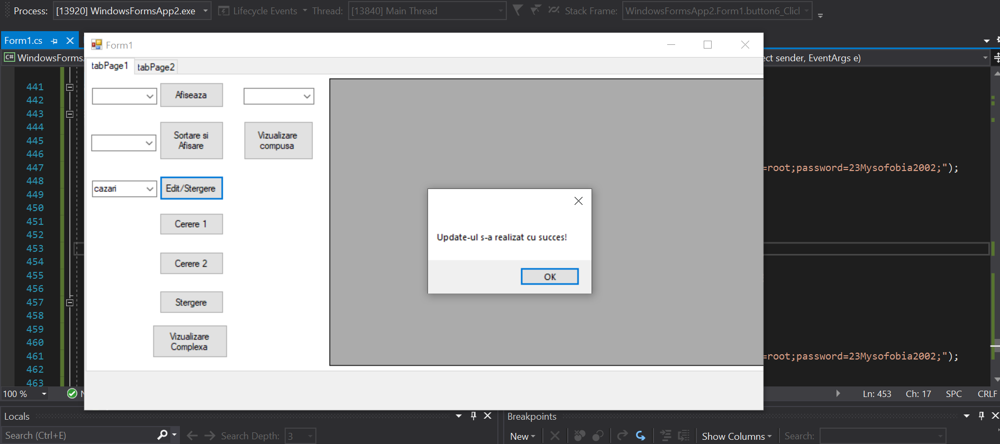 Process: [13920] WindowsFormsApp2.exe Lifecycle Events Thread: [13840] Main Thread Stack Frame: WindowsFormsApp2.Form1.button6_Clicl
Form1.cs
Form1
C# WindowsForms
ect sender, EventArgs e)
tabPage1 tabPage2
Afiseaza
Sortare si
Afisare
Vizualizare
compusa
cazari Edit/Stergere
Cerere 1
Cerere 2
Stergere
Vizualizare
Complexa
Update-ul s-a realizat cu succes!
OK
441
442
443
444
445
446
447 =root;password=23Mysofobia2002;");
448
449
450
451
452
453
454
455
456
457
458
459
460
461 =root;password=23Mysofobia2002;");
462
463
100 % N Ln: 453 Ch: 17 SPC CRLF
Locals
Search (Ctrl+E) Search Depth: 3
Breakpoints
New Show Columns Search: